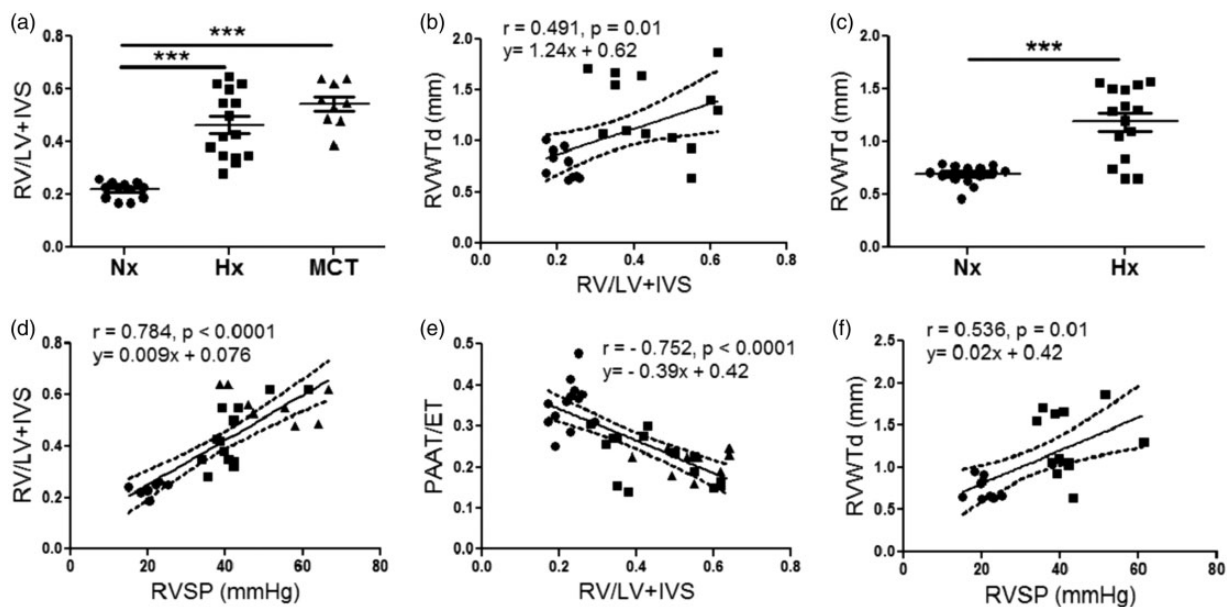 (a)
RV/LV+IVS
0.8
0.6
0.4
0.2
0.0
***
***
Nx Hx MCT
(b)
r = 0.491, p = 0.01
y= 1.24x + 0.62
RVWTd (mm)
2.0
1.5
1.0
0.5
0.0
0.0 0.2 0.4 0.6 0.8
RV/LV+IVS
(c)
RVWTd (mm)
2.0
1.5
1.0
0.5
0.0
***
Nx Hx
(d)
r = 0.784, p < 0.0001
y= 0.009x + 0.076
RV/LV+IVS
0.8
0.6
0.4
0.2
0.0
0 20 40 60 80
RVSP (mmHg)
(e)
r = - 0.752, p < 0.0001
y= - 0.39x + 0.42
PAAT/ET
0.5
0.4
0.3
0.2
0.1
0.0
0.0 0.2 0.4 0.6 0.8
RV/LV+IVS
(f)
r = 0.536, p = 0.01
y= 0.02x + 0.42
RVWTd (mm)
2.5
2.0
1.5
1.0
0.5
0.0
0 20 40 60 80
RVSP (mmHg)